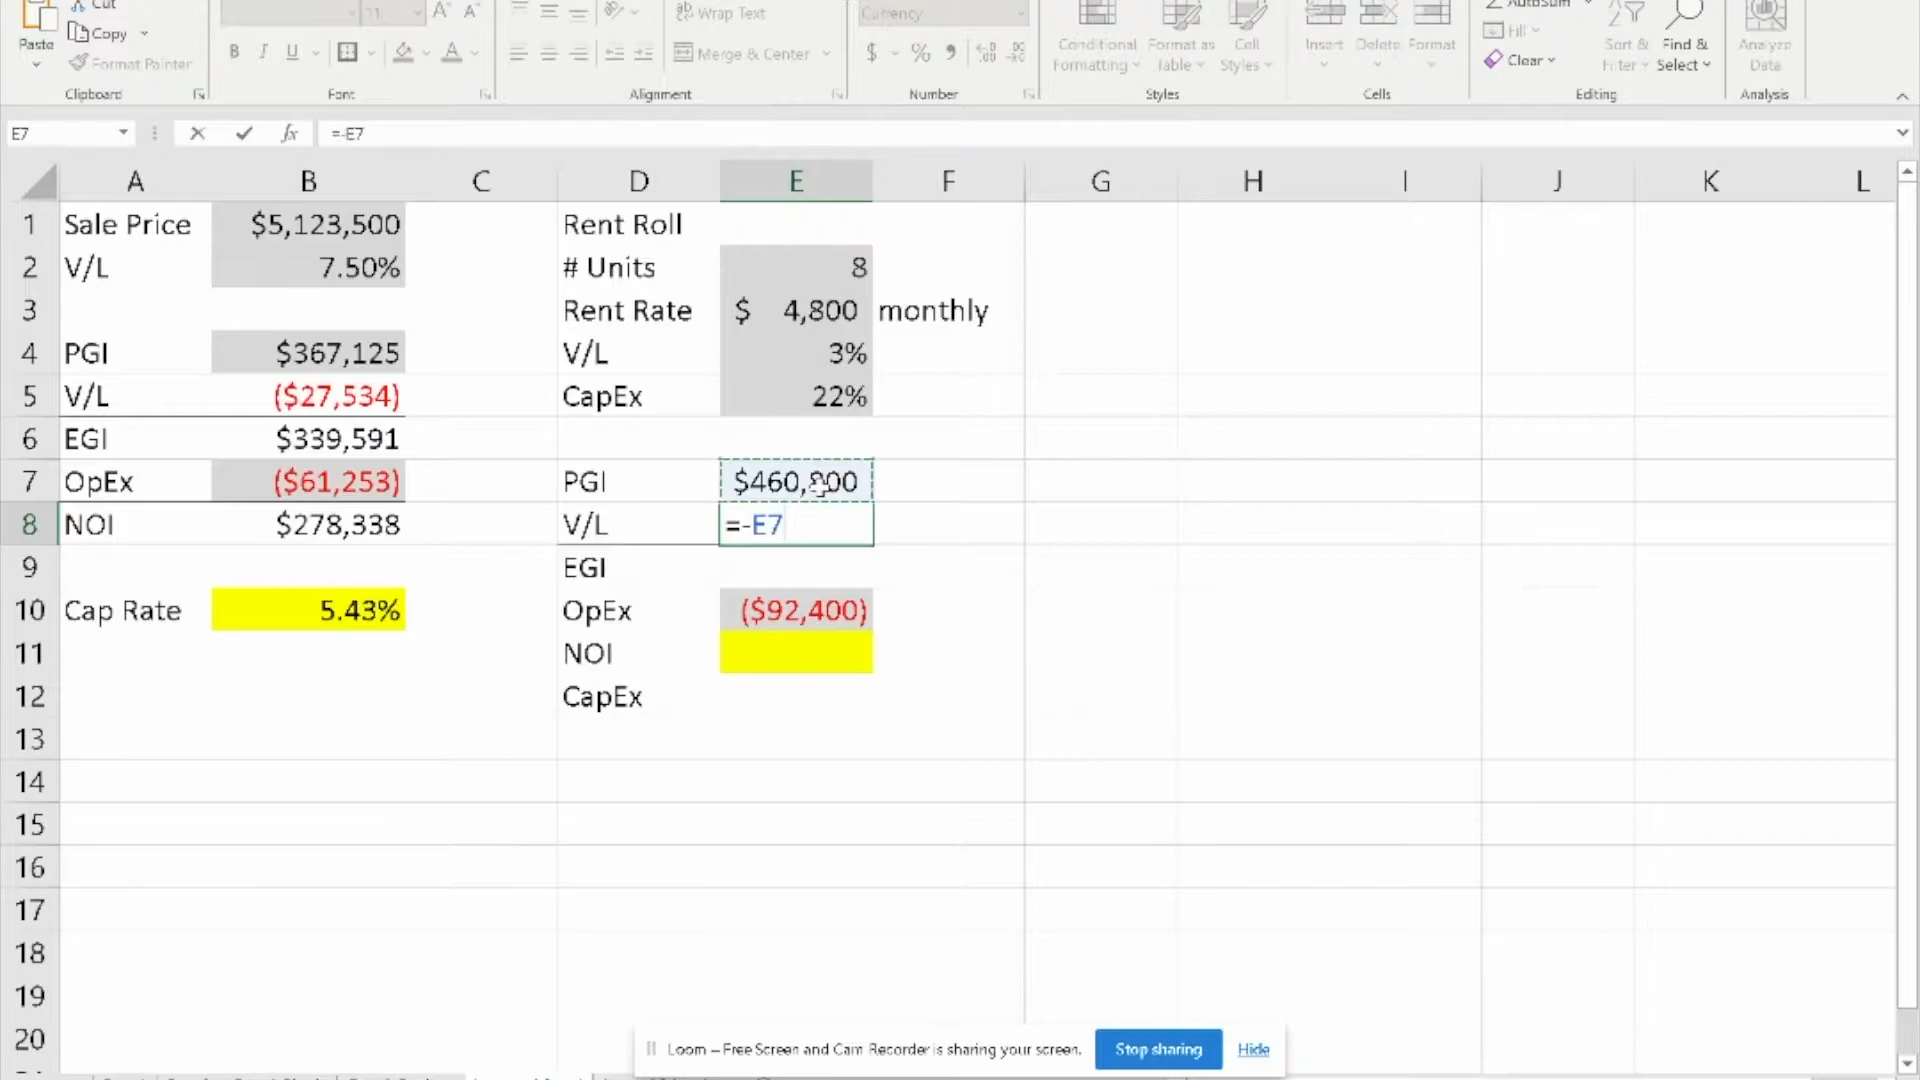 Cut
Paste
Copy
Format Painter
Clipboard
11
A A
B I U A
Font
Wrap Text
Merge & Center
Alignment
Currency
$ %
Number
Conditional Formatting
Format as Table
Cell Styles
Styles
Insert
Delete
Format
Cells
AutoSum
Fill
Clear
Sort & Filter
Find & Select
Editing
Analyze Data
Analysis
E7 fx =-E7
A B C D E F G H I J K L
1 Sale Price $5,123,500 Rent Roll
2 V/L 7.50% # Units 8
3 Rent Rate $ 4,800 monthly
4 PGI $367,125 V/L 3%
5 V/L ($27,534) CapEx 22%
6 EGI $339,591
7 OpEx ($61,253) PGI $460,800
8 NOI $278,338 V/L =-E7
9 EGI
10 Cap Rate 5.43% OpEx ($92,400)
11 NOI
12 CapEx
13
14
15
16
17
18
19
20
Loom – Free Screen and Cam Recorder is sharing your screen. Stop sharing Hide